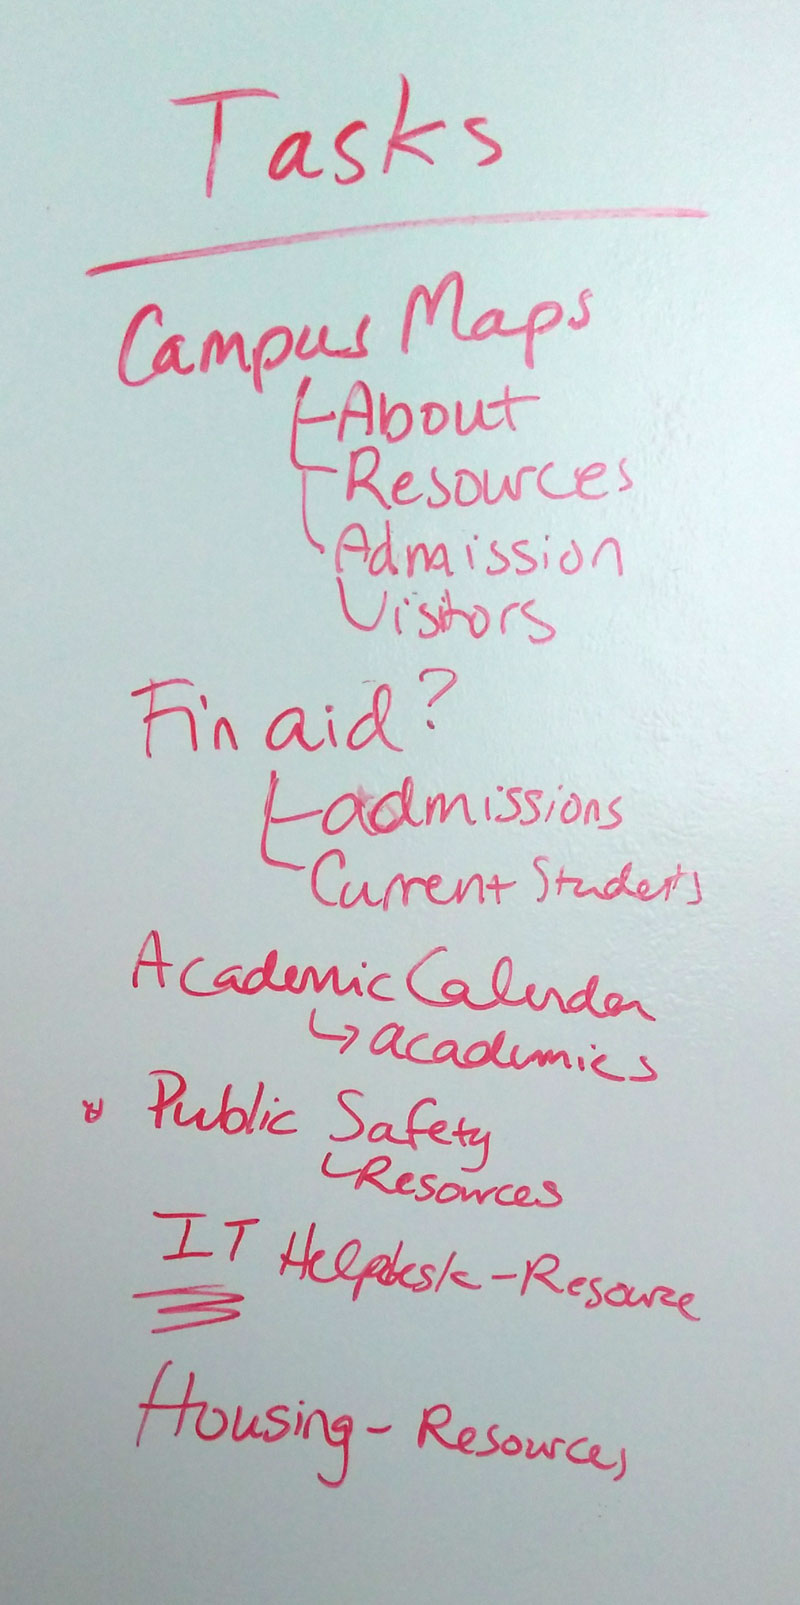 Tasks
Campus Maps
About
Resources
Admission
Visitors
Fin aid?
admissions
Current Students
Academic Calendar
academics
Public Safety
Resources
IT Helpdesk - Resource
Housing - Resources